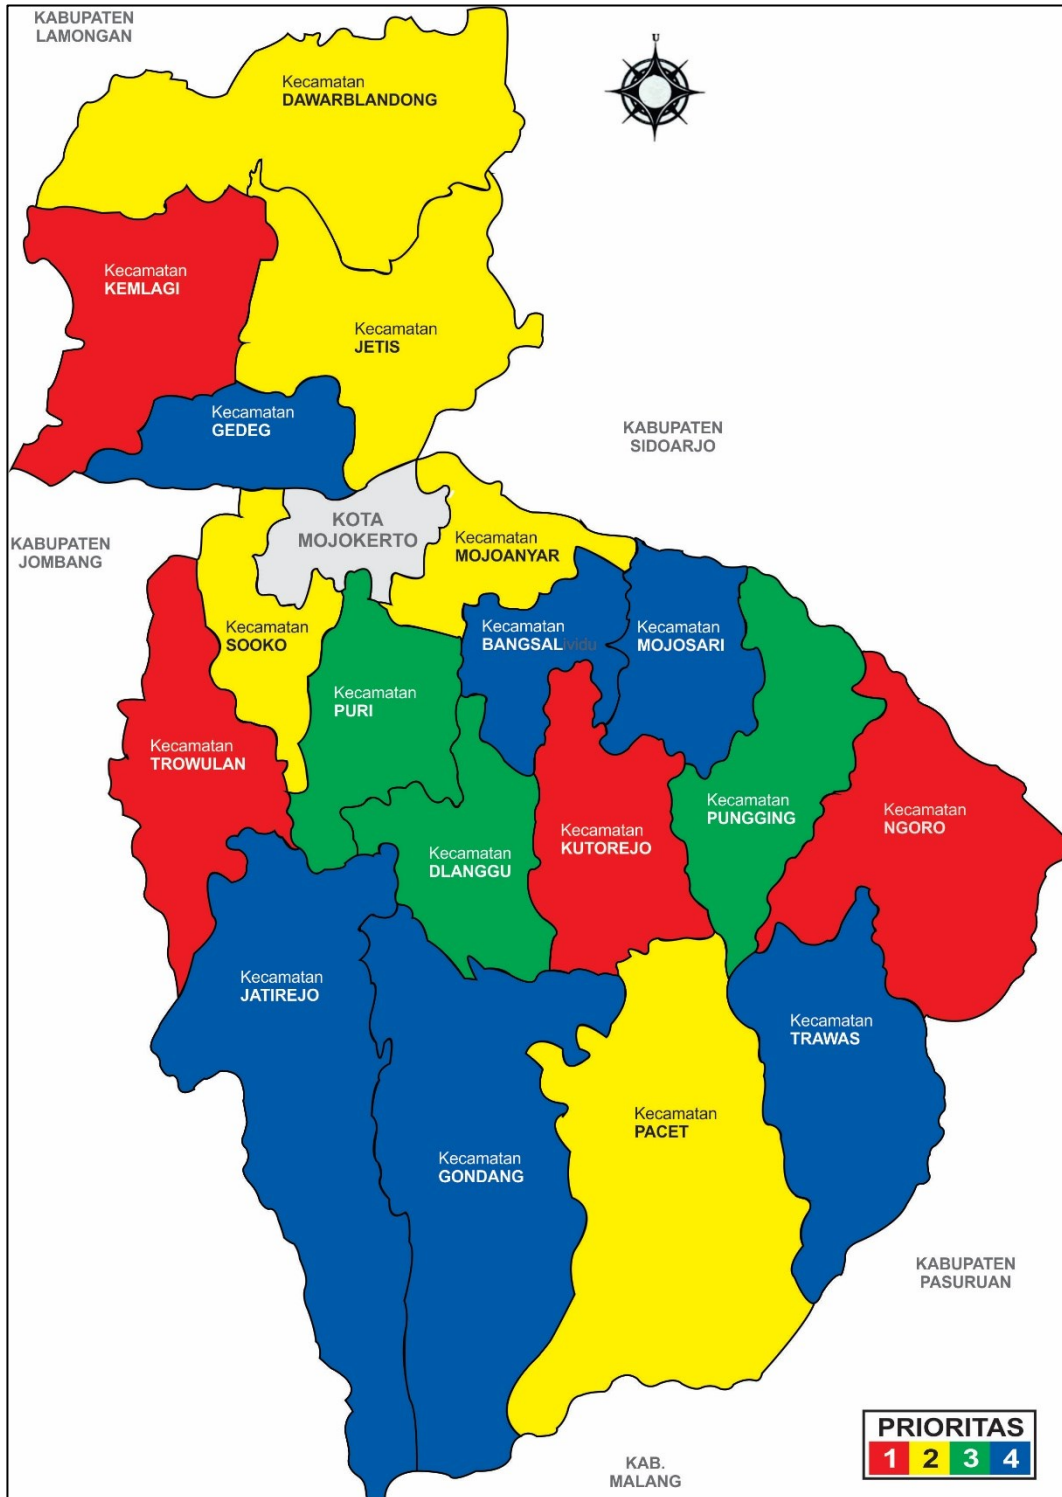 KABUPATEN
LAMONGAN
U
Kecamatan
DAWARBLANDONG
Kecamatan
KEMLAGI
Kecamatan
JETIS
Kecamatan
GEDEG
KABUPATEN
SIDOARJO
KOTA
MOJOKERTO
KABUPATEN
JOMBANG
Kecamatan
MOJOANYAR
Kecamatan
SOOKO
Kecamatan
BANGSALividu
Kecamatan
MOJOSARI
Kecamatan
PURI
Kecamatan
TROWULAN
Kecamatan
PUNGGING
Kecamatan
NGORO
Kecamatan
KUTOREJO
Kecamatan
DLANGGU
Kecamatan
JATIREJO
Kecamatan
TRAWAS
Kecamatan
PACET
Kecamatan
GONDANG
KABUPATEN
PASURUAN
KAB.
MALANG
PRIORITAS
1 2 3 4